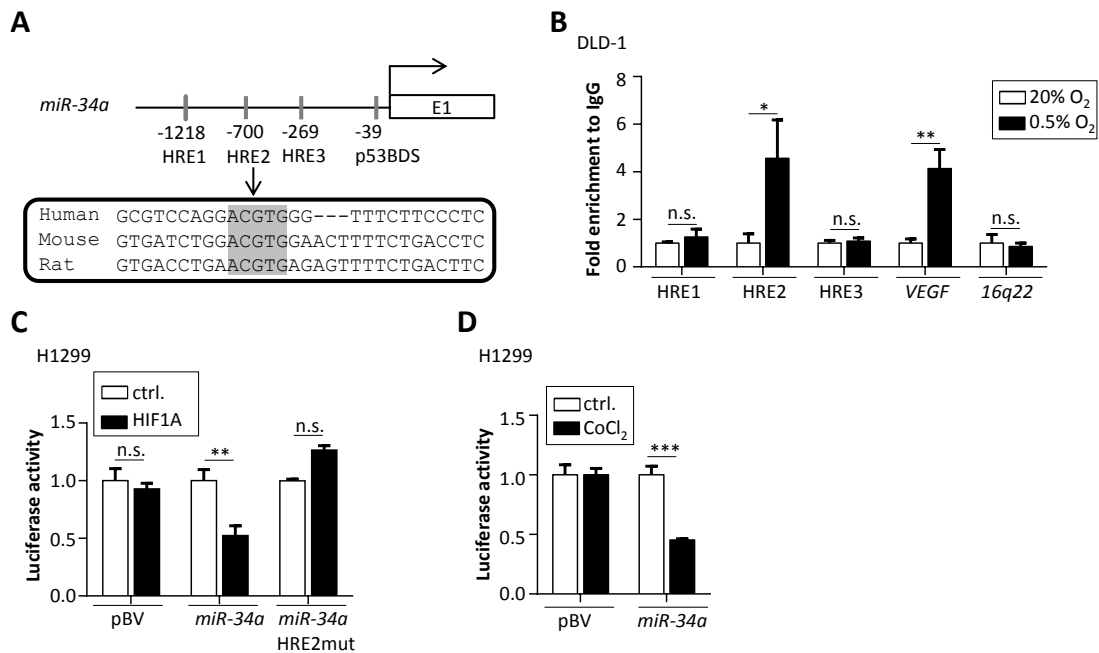 A
miR-34a
E1
-1218 -700 -269 -39
HRE1 HRE2 HRE3 p53BDS
Human GCGTCCAGGACGTGGG---TTTCTTCCCTC
Mouse GTGATCTGGACGTGGAACTTTTCTGACCTC
Rat GTGACCTGAACGTGAGAGTTTTCTGACTTC
B
DLD-1
Fold enrichment to IgG
8
6
4
2
0
20% O₂
0.5% O₂
n.s. * n.s. ** n.s.
HRE1 HRE2 HRE3 VEGF 16q22
C
H1299
ctrl.
HIF1A
Luciferase activity
1.5
1.0
0.5
0.0
n.s. ** n.s.
pBV miR-34a miR-34a
HRE2mut
D
H1299
ctrl.
CoCl₂
Luciferase activity
1.5
1.0
0.5
0.0
***
pBV miR-34a